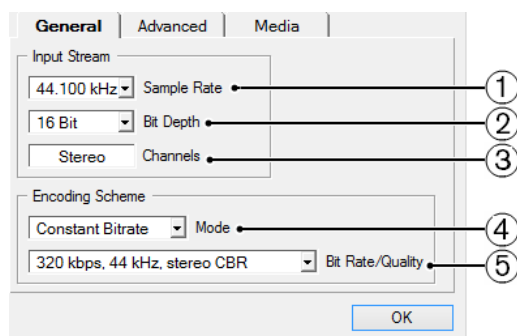 General Advanced Media
Input Stream
44.100 kHz Sample Rate 1
16 Bit Bit Depth 2
Stereo Channels 3
Encoding Scheme
Constant Bitrate Mode 4
320 kbps, 44 kHz, stereo CBR Bit Rate/Quality 5
OK